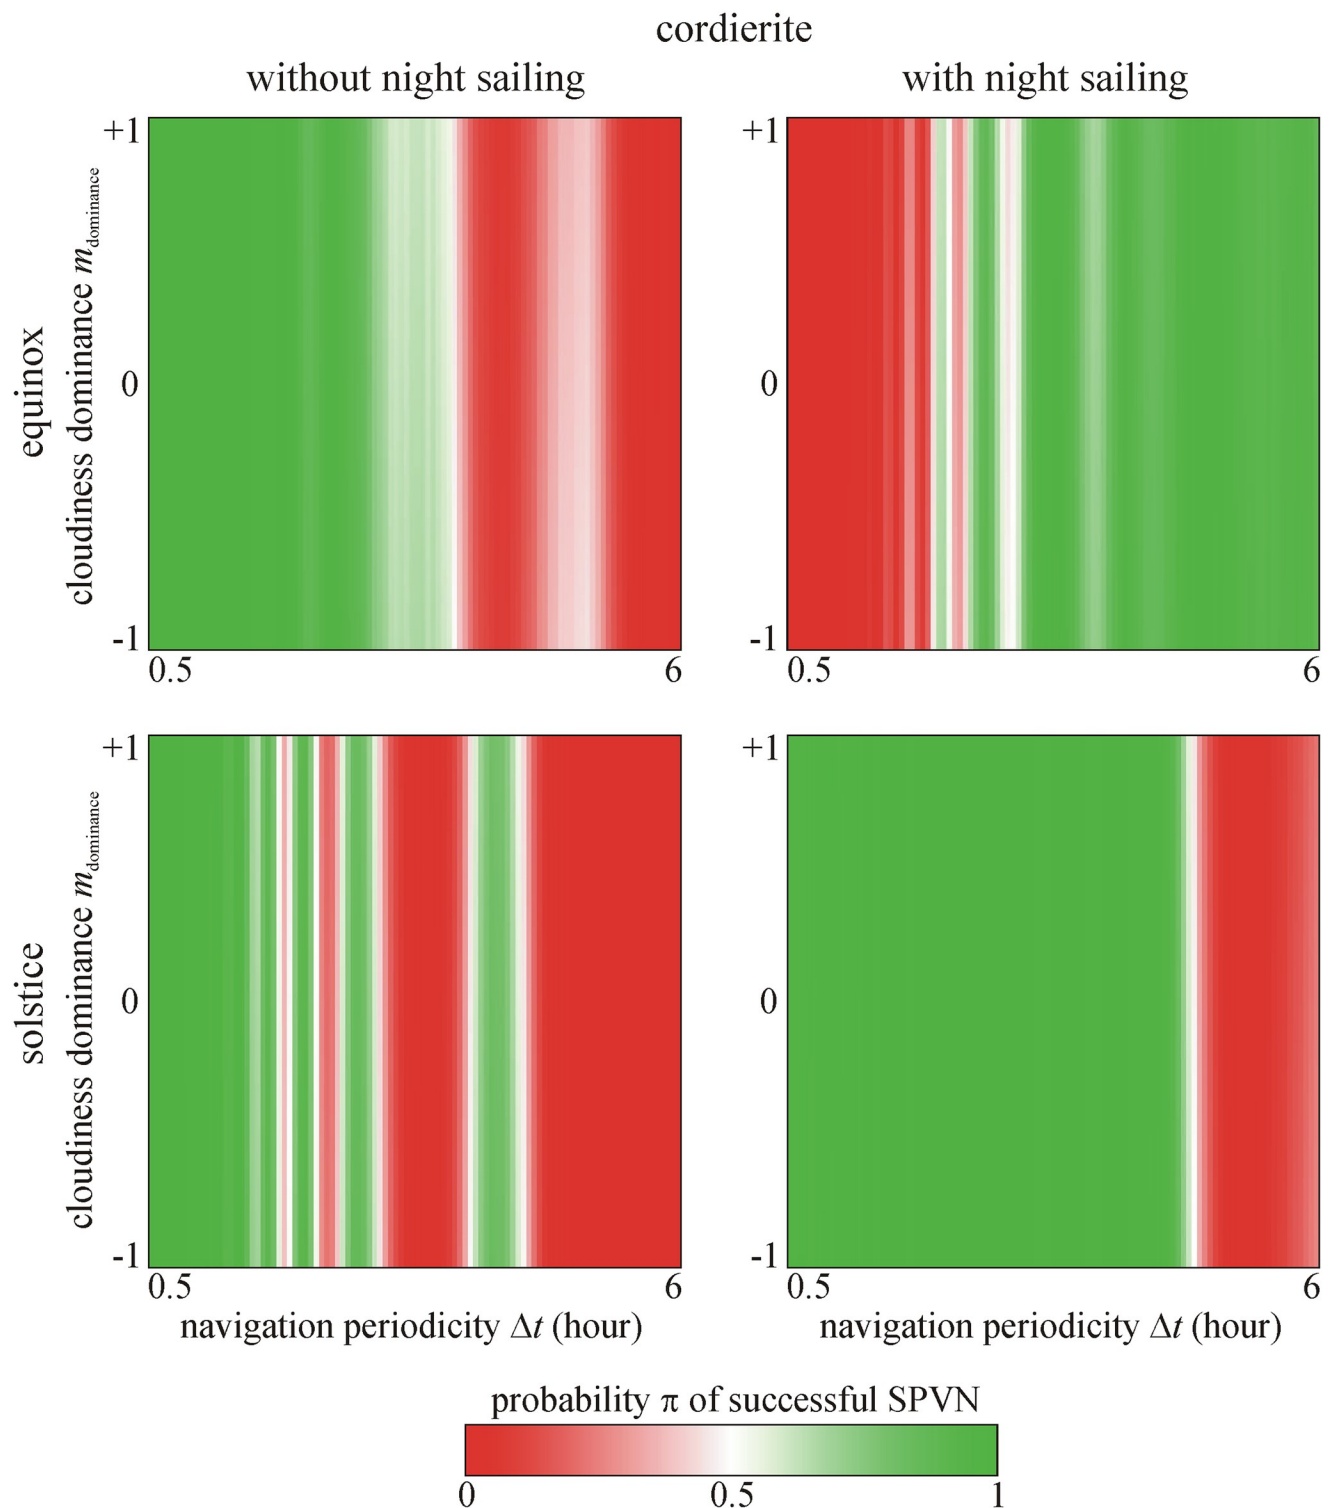 cordierite
without night sailing
with night sailing
equinox
cloudiness dominance m_dominance
+1
0
-1
0.5
6
+1
0
-1
0.5
6
solstice
cloudiness dominance m_dominance
+1
0
-1
0.5
6
navigation periodicity Δt (hour)
+1
0
-1
0.5
6
navigation periodicity Δt (hour)
probability π of successful SPVN
0
0.5
1